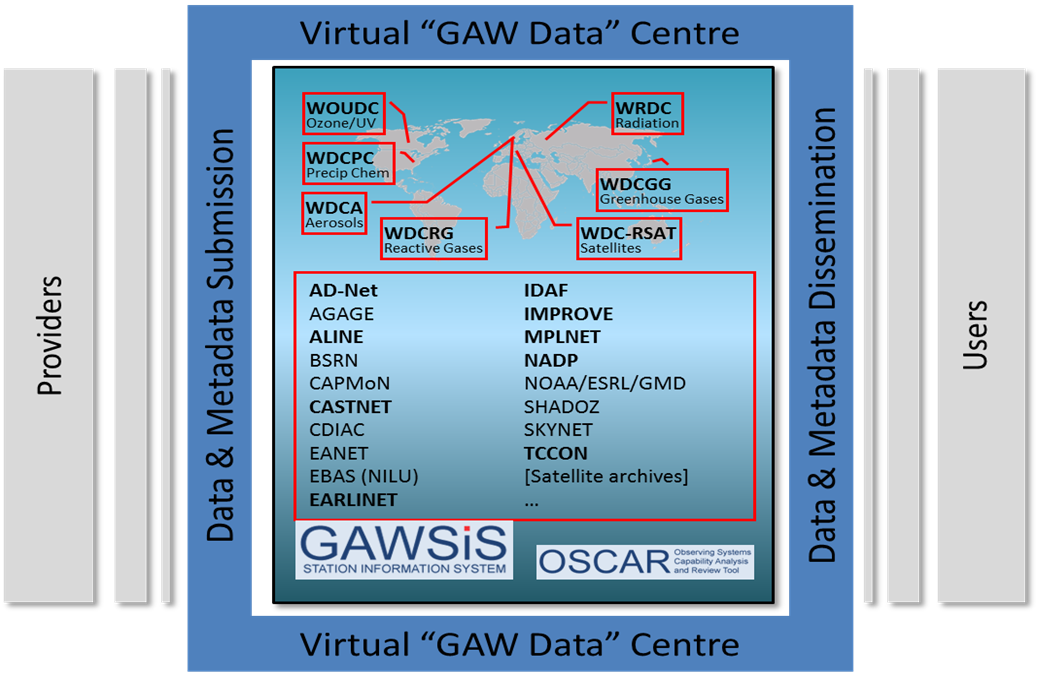 Virtual “GAW Data” Centre
Providers
Data & Metadata Submission
WOUDC
Ozone/UV
WDCPC
Precip Chem
WDCA
Aerosols
WDCRG
Reactive Gases
WRDC
Radiation
WDCGG
Greenhouse Gases
WDC-RSAT
Satellites
AD-Net
AGAGE
ALINE
BSRN
CAPMoN
CASTNET
CDIAC
EANET
EBAS (NILU)
EARLINET
IDAF
IMPROVE
MPLNET
NADP
NOAA/ESRL/GMD
SHADOZ
SKYNET
TCCON
[Satellite archives]
...
GAWSiS
STATION INFORMATION SYSTEM
OSCAR
Observing Systems
Capability Analysis
and Review Tool
Data & Metadata Dissemination
Users
Virtual “GAW Data” Centre